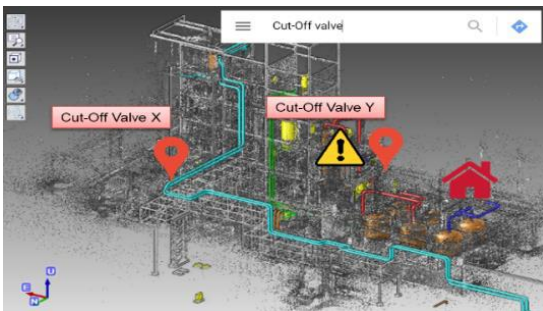 Cut-Off valve
Cut-Off Valve X
Cut-Off Valve Y
U
E
N